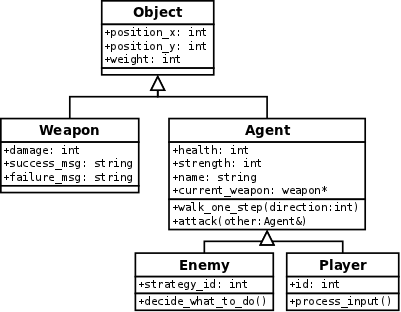 Object
+position_x: int
+position_y: int
+weight: int
Weapon
+damage: int
+success_msg: string
+failure_msg: string
Agent
+health: int
+strength: int
+name: string
+current_weapon: weapon*
+walk_one_step(direction:int)
+attack(other:Agent&)
Enemy
+strategy_id: int
+decide_what_to_do()
Player
+id: int
+process_input()